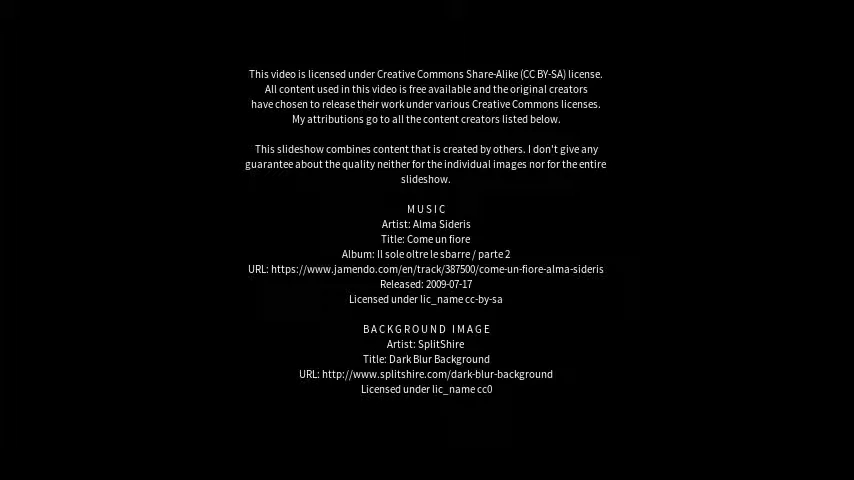 This video is licensed under Creative Commons Share-Alike (CC BY-SA) license.
All content used in this video is free available and the original creators
have chosen to release their work under various Creative Commons licenses.
My attributions go to all the content creators listed below.
This slideshow combines content that is created by others. I don't give any
guarantee about the quality neither for the individual images nor for the entire
slideshow.
MUSIC
Artist: Alma Sideris
Title: Come un fiore
Album: Il sole oltre le sbarre / parte 2
URL: https://www.jamendo.com/en/track/387500/come-un-fiore-alma-sideris
Released: 2009-07-17
Licensed under lic_name cc-by-sa
BACKGROUND IMAGE
Artist: SplitShire
Title: Dark Blur Background
URL: http://www.splitshire.com/dark-blur-background
Licensed under lic_name cc0